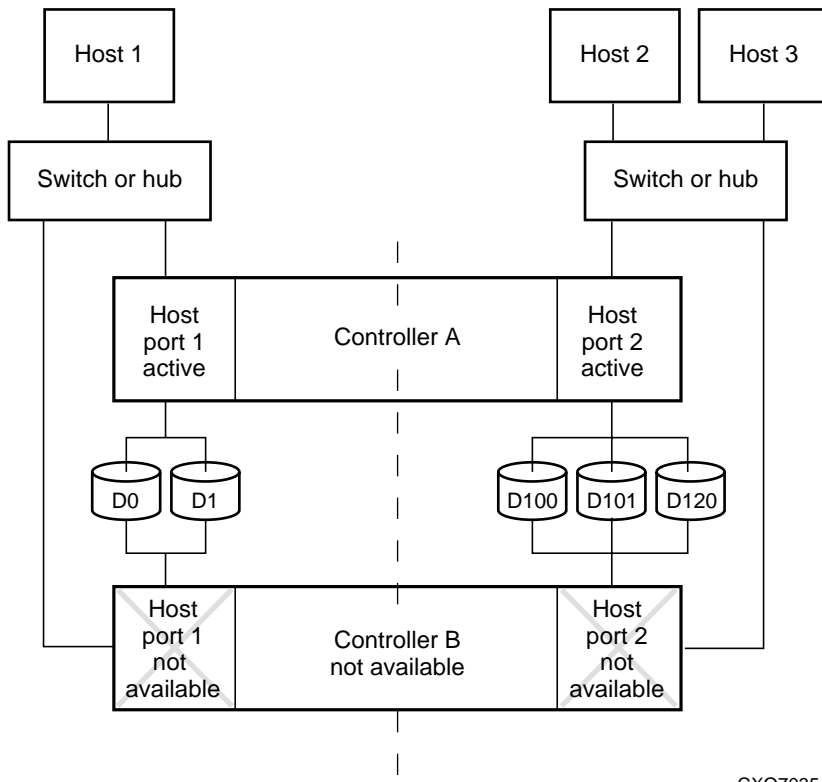 Host 1
Host 2
Host 3
Switch or hub
Switch or hub
Host
port 1
active
Controller A
Host
port 2
active
D0
D1
D100
D101
D120
Host
port 1
not
available
Controller B
not available
Host
port 2
not
available